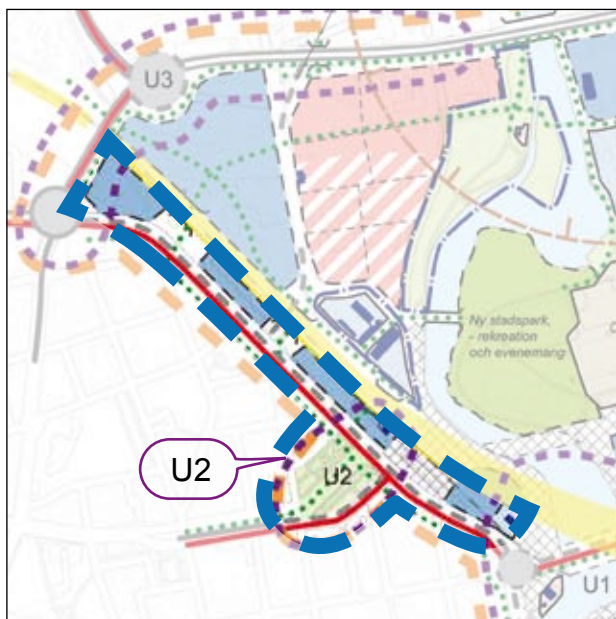 U3
Ny stadspark,
- rekreation
och evenemang
U2
U2
U1